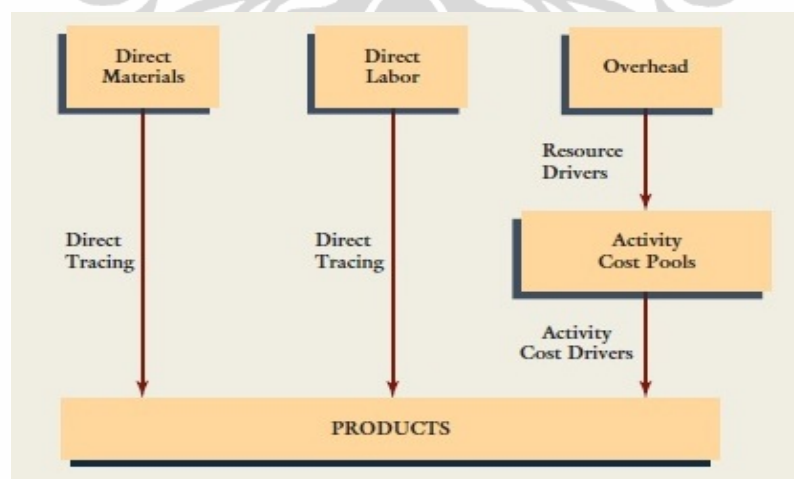 Direct
Materials
Direct
Labor
Overhead
Resource
Drivers
Direct
Tracing
Direct
Tracing
Activity
Cost Pools
Activity
Cost Drivers
PRODUCTS